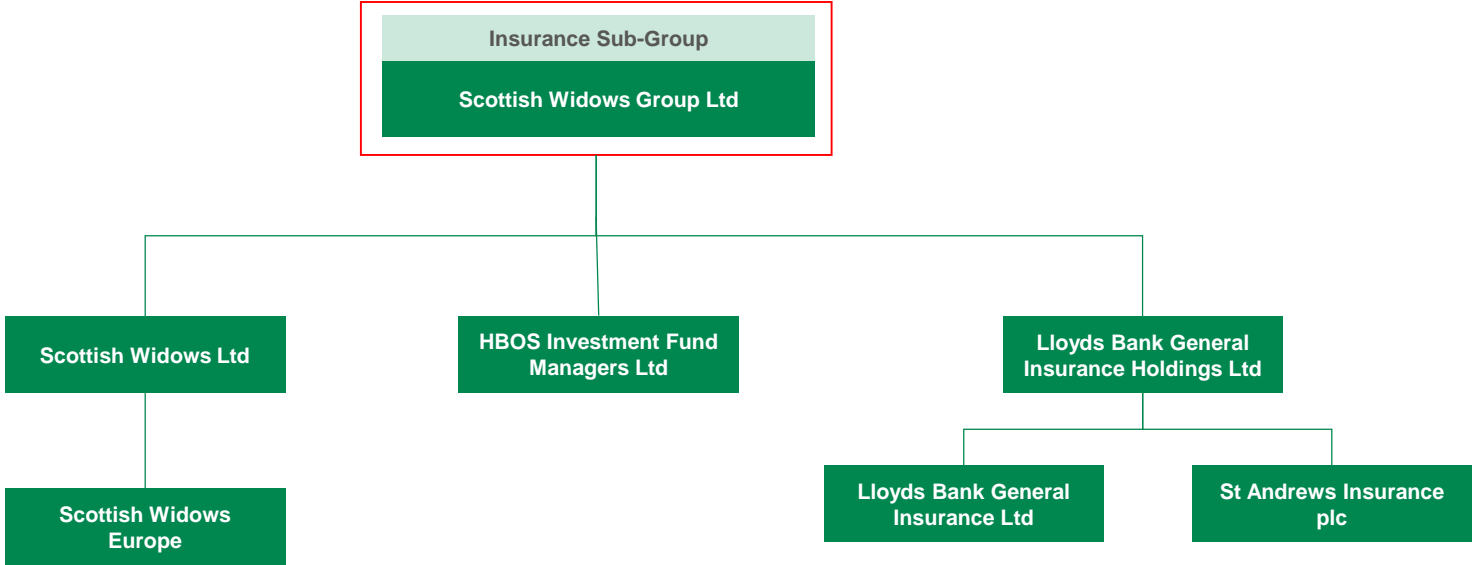 Insurance Sub-Group
Scottish Widows Group Ltd
Scottish Widows Ltd
HBOS Investment Fund
Managers Ltd
Lloyds Bank General
Insurance Holdings Ltd
Scottish Widows
Europe
Lloyds Bank General
Insurance Ltd
St Andrews Insurance
plc